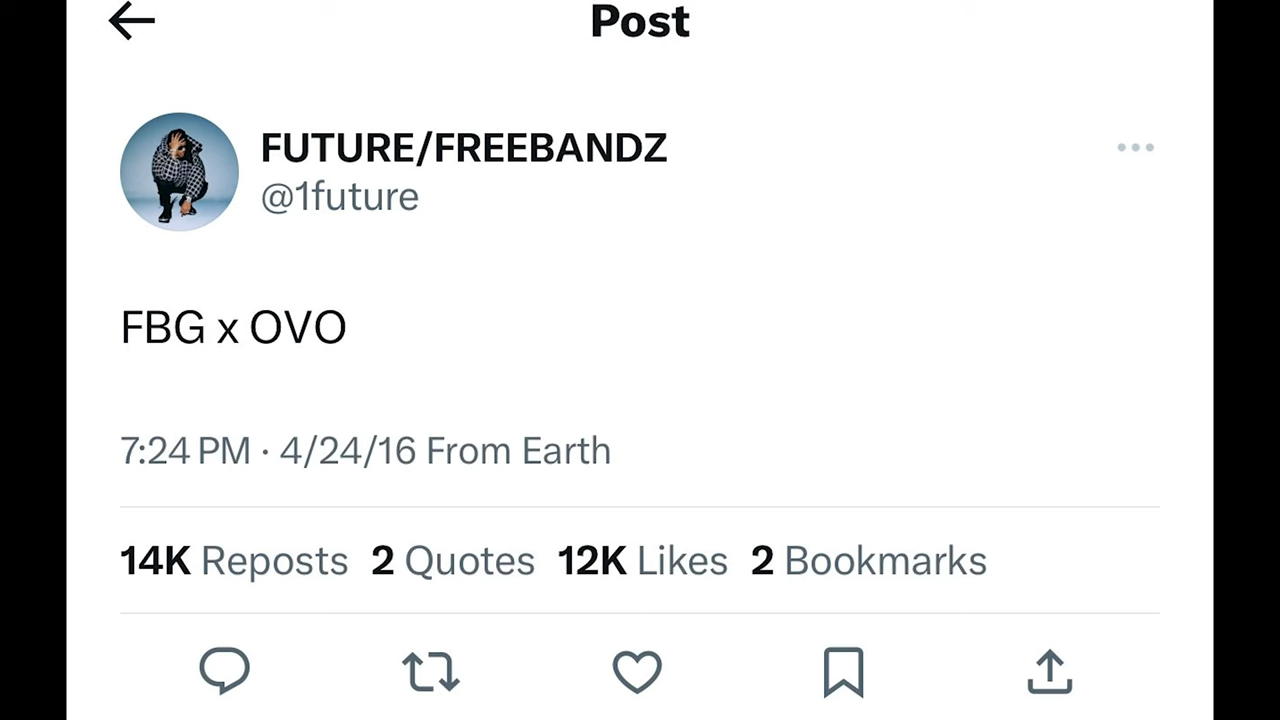 Post
FUTURE/FREEBANDZ
@1future
FBG x OVO
7:24 PM · 4/24/16 From Earth
14K Reposts 2 Quotes 12K Likes 2 Bookmarks